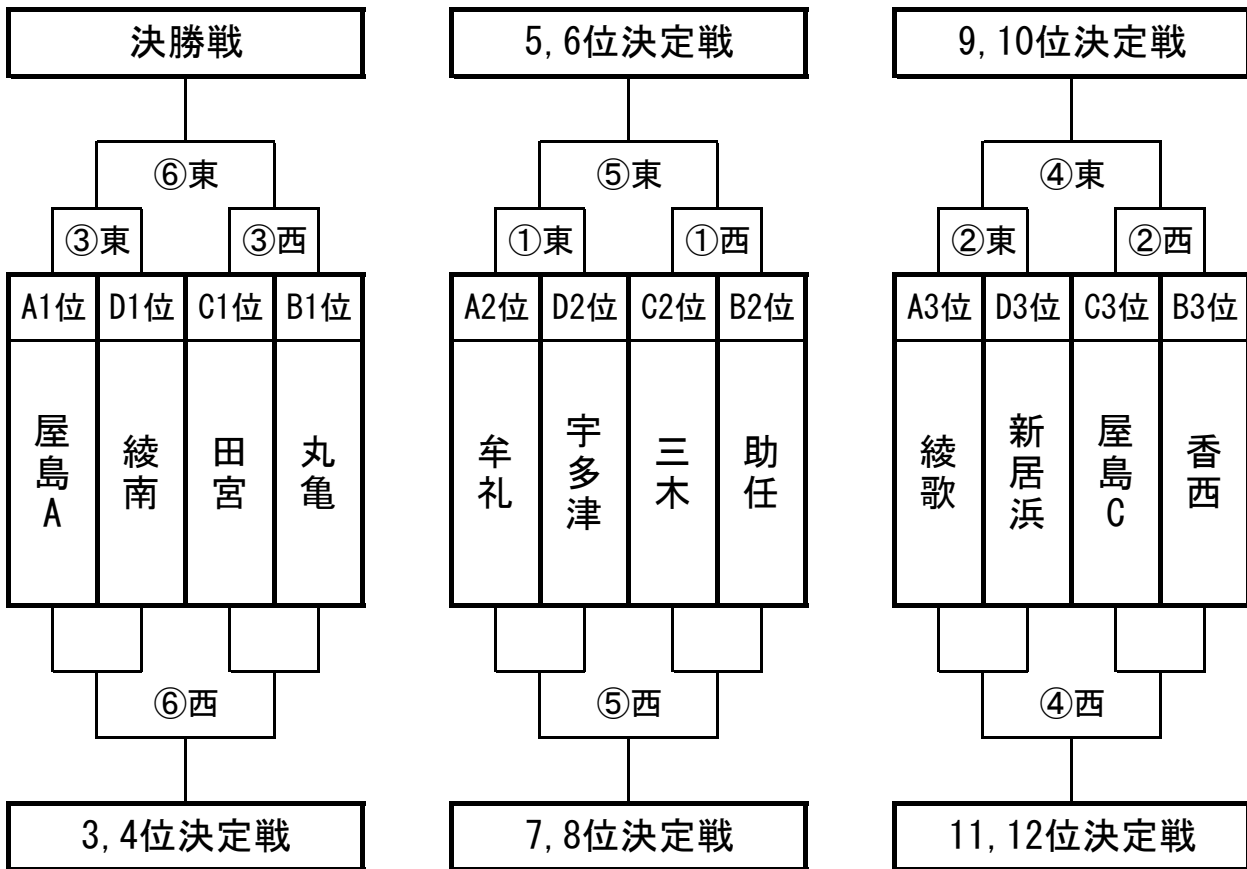 決勝戦
5,6位決定戦
9,10位決定戦
⑥東
⑤東
④東
③東
③西
①東
①西
②東
②西
A1位
D1位
C1位
B1位
A2位
D2位
C2位
B2位
A3位
D3位
C3位
B3位
屋島A
綾南
田宮
丸亀
牟礼
宇多津
三木
助任
綾歌
新居浜
屋島C
香西
⑥西
⑤西
④西
3,4位決定戦
7,8位決定戦
11,12位決定戦